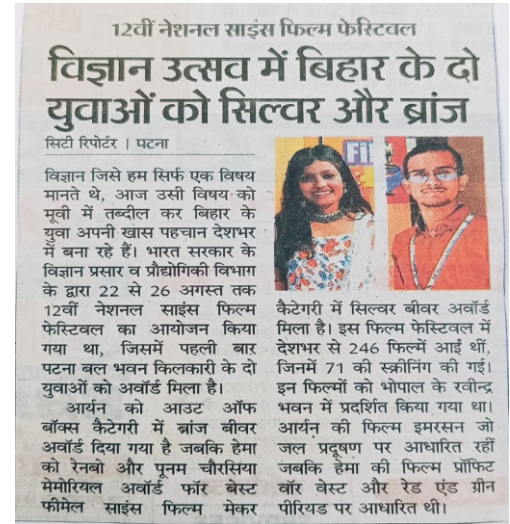 12वीं नेशनल साइंस फिल्म फेस्टिवल
विज्ञान उत्सव में बिहार के दो
युवाओं को सिल्वर और ब्रांज
सिटी रिपोर्टर | पटना
विज्ञान जिसे हम सिर्फ एक विषय
मानते थे, आज उसी विषय को
मूवी में तब्दील कर बिहार के
युवा अपनी खास पहचान देशभर
में बना रहे हैं। भारत सरकार के
विज्ञान प्रसार व प्रौद्योगिकी विभाग
के द्वारा 22 से 26 अगस्त तक
12वीं नेशनल साइंस फिल्म
फेस्टिवल का आयोजन किया
गया था, जिसमें पहली बार
पटना बल भवन किलकारी के दो
युवाओं को अवॉर्ड मिला है।
आर्यन को आउट ऑफ
बॉक्स कैटेगरी में ब्रांज बीवर
अवॉर्ड दिया गया है जबकि हेमा
को रेनबो और पूनम चौरसिया
मेमोरियल अवॉर्ड फॉर बेस्ट
फीमेल साइंस फिल्म मेकर
Fil
कैटेगरी में सिल्वर बीवर अवॉर्ड
मिला है। इस फिल्म फेस्टिवल में
देशभर से 246 फिल्में आई थीं,
जिनमें 71 की स्क्रीनिंग की गई।
इन फिल्मों को भोपाल के रवीन्द्र
भवन में प्रदर्शित किया गया था।
आर्यन की फिल्म इमरसन जो
जल प्रदूषण पर आधारित रहीं
जबकि हेमा की फिल्म प्रॉफिट
वॉर वेस्ट और रेड एंड ग्रीन
पीरियड पर आधारित थी।